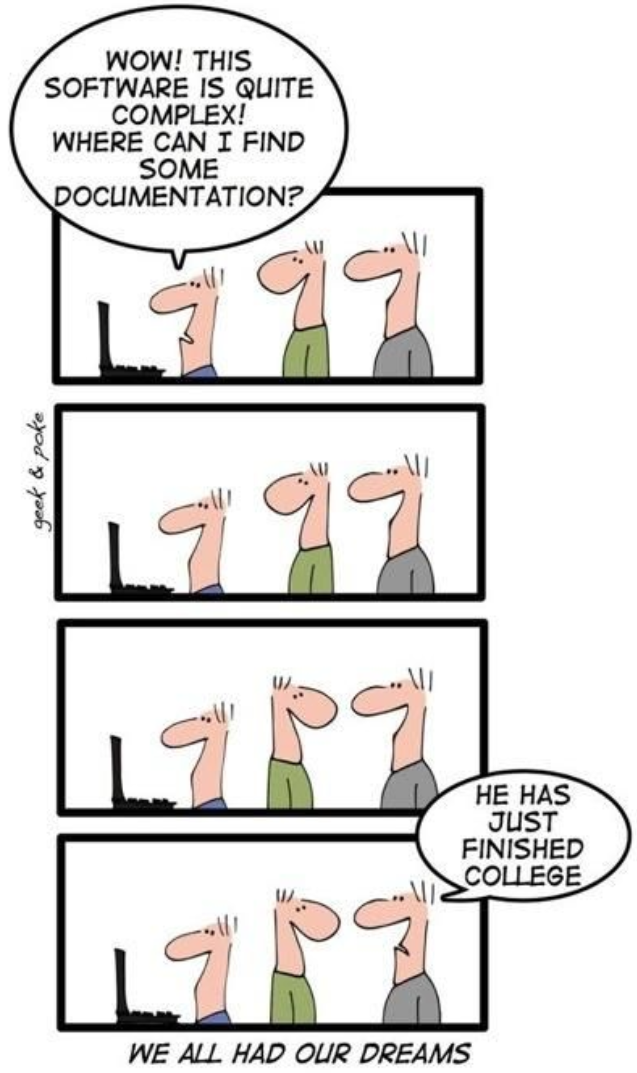 WOW! THIS
SOFTWARE IS QUITE
COMPLEX!
WHERE CAN I FIND
SOME
DOCUMENTATION?
geek & poke
HE HAS
JUST
FINISHED
COLLEGE
WE ALL HAD OUR DREAMS